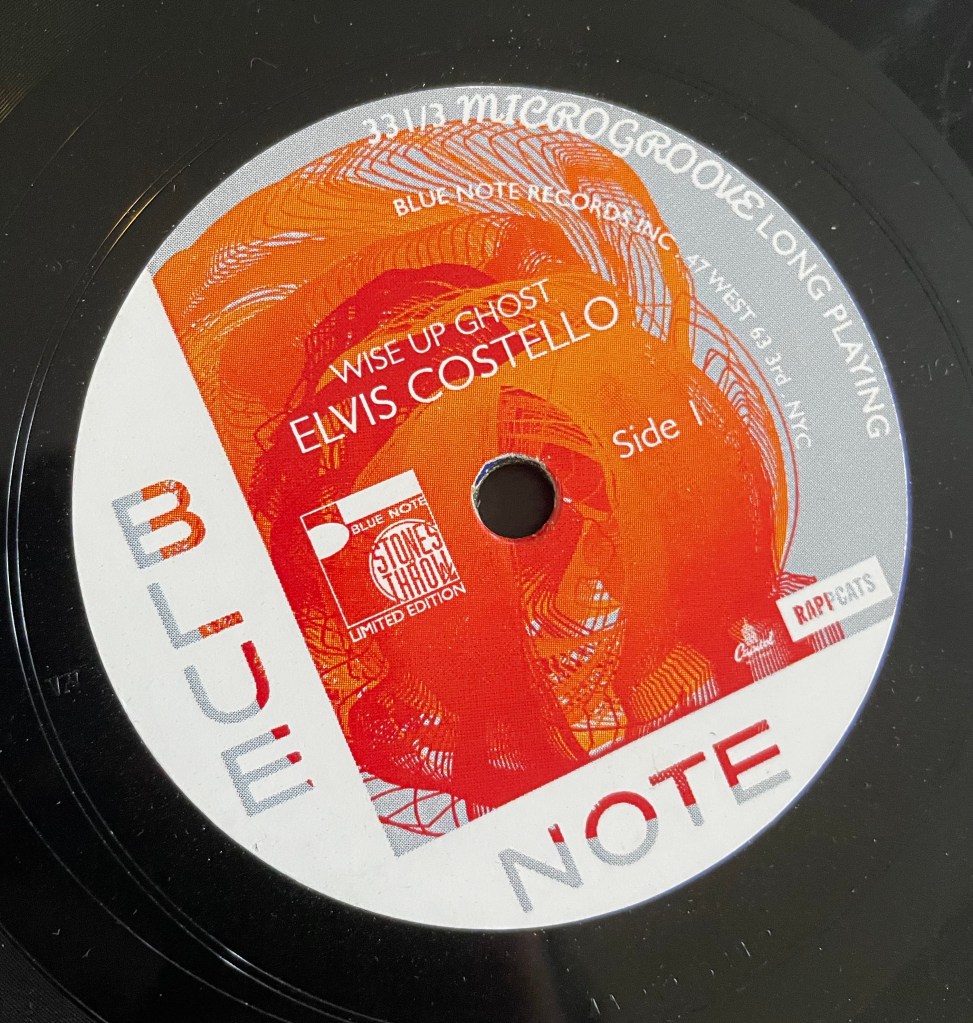 33 1/3 MICROGROOVE LONG PLAYING
BLUE NOTE RECORDS INC 47 WEST 63 3rd NYC
WISE UP GHOST
ELVIS COSTELLO
Side 1
BLUE NOTE
STONES
THROW
LIMITED EDITION
RAPPCATS
Capitol
BLUE
NOTE